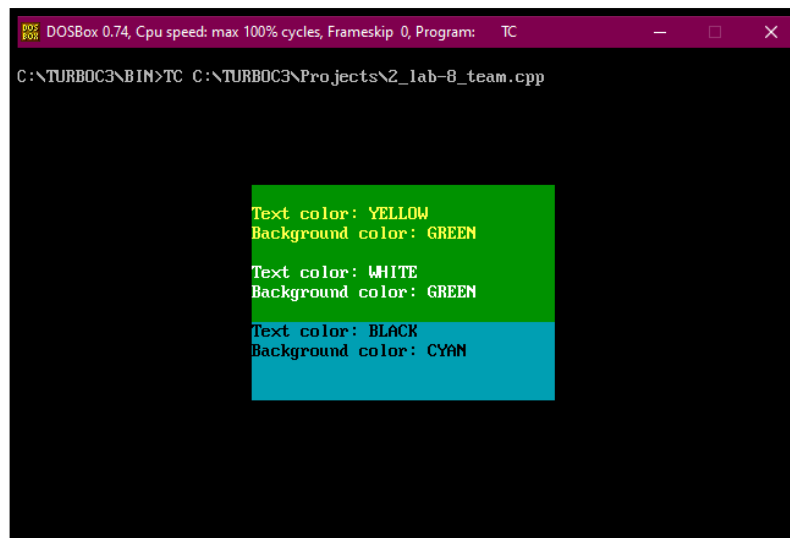 DOS
BOX
DOSBox 0.74, Cpu speed: max 100% cycles, Frameskip 0, Program: TC
C:\TURBOC3\BIN>TC C:\TURBOC3\Projects\2_lab-8_team.cpp
Text color: YELLOW
Background color: GREEN
Text color: WHITE
Background color: GREEN
Text color: BLACK
Background color: CYAN